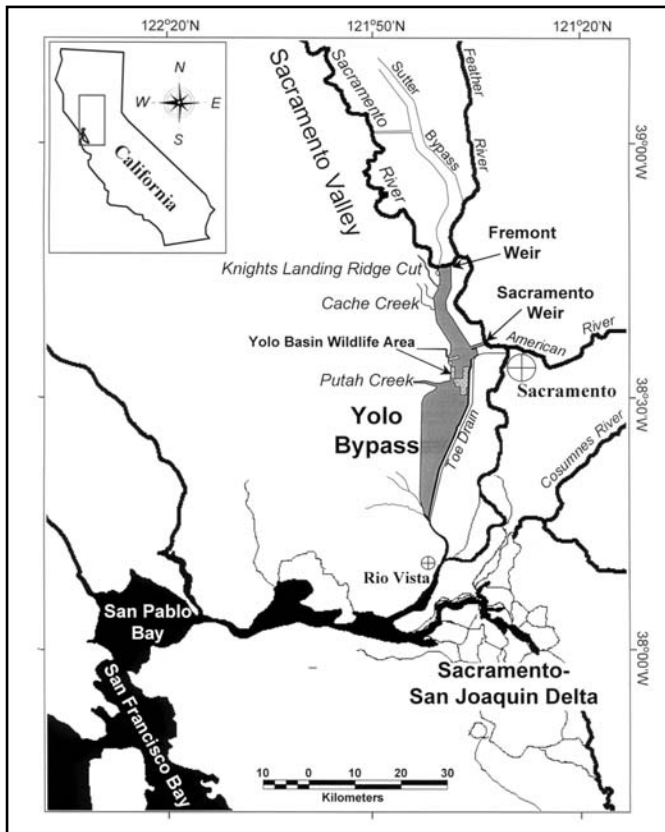 122°20'N
121°50'N
121°20'N
N
W
E
S
California
Sacramento Valley
Sacramento
River
Sutter
Bypass
Feather
River
39°00'W
Fremont
Weir
Knights Landing Ridge Cut
Cache Creek
Sacramento
Weir
American
River
Yolo Basin Wildlife Area
Putah Creek
Sacramento
38°30'W
Yolo
Bypass
Toe Drain
Cosumnes River
Rio Vista
San Pablo
Bay
38°00'W
Sacramento-
San Joaquin Delta
San Francisco Bay
10 0 10 20 30
Kilometers